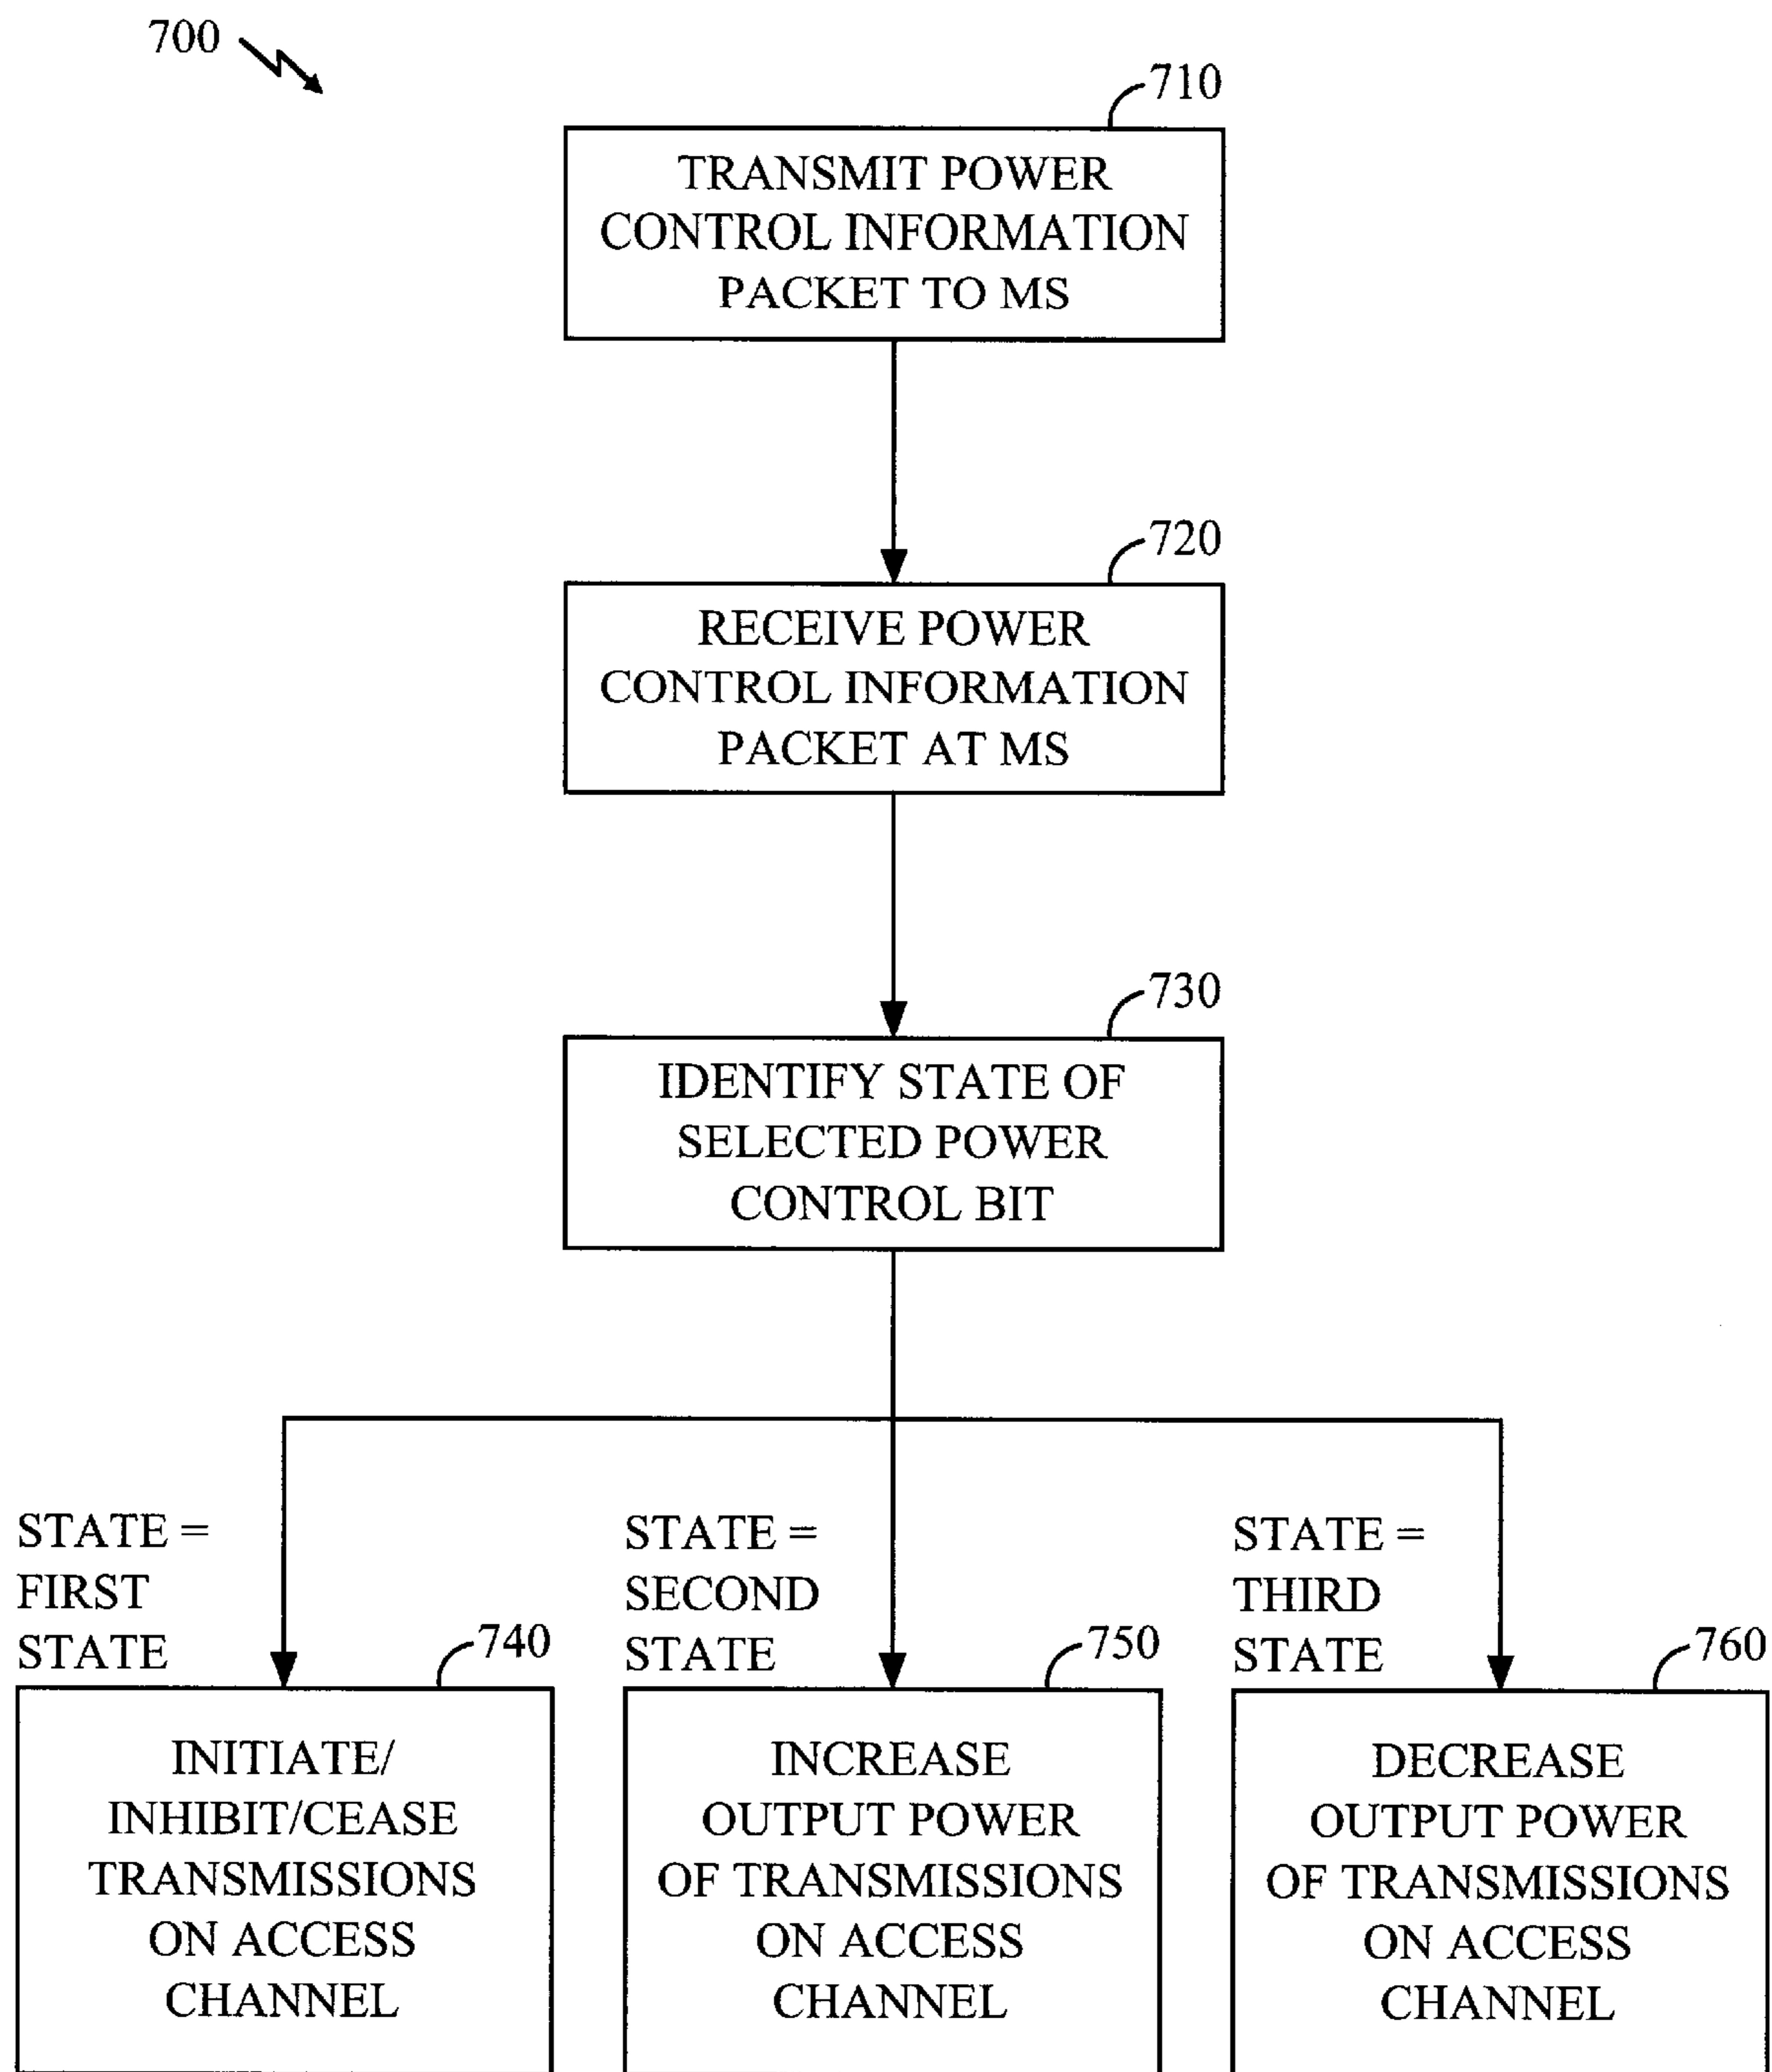 700
710
TRANSMIT POWER
CONTROL INFORMATION
PACKET TO MS
720
RECEIVE POWER
CONTROL INFORMATION
PACKET AT MS
730
IDENTIFY STATE OF
SELECTED POWER
CONTROL BIT
STATE =
FIRST
STATE
740
INITIATE/
INHIBIT/CEASE
TRANSMISSIONS
ON ACCESS
CHANNEL
STATE =
SECOND
STATE
750
INCREASE
OUTPUT POWER
OF TRANSMISSIONS
ON ACCESS
CHANNEL
STATE =
THIRD
STATE
760
DECREASE
OUTPUT POWER
OF TRANSMISSIONS
ON ACCESS
CHANNEL